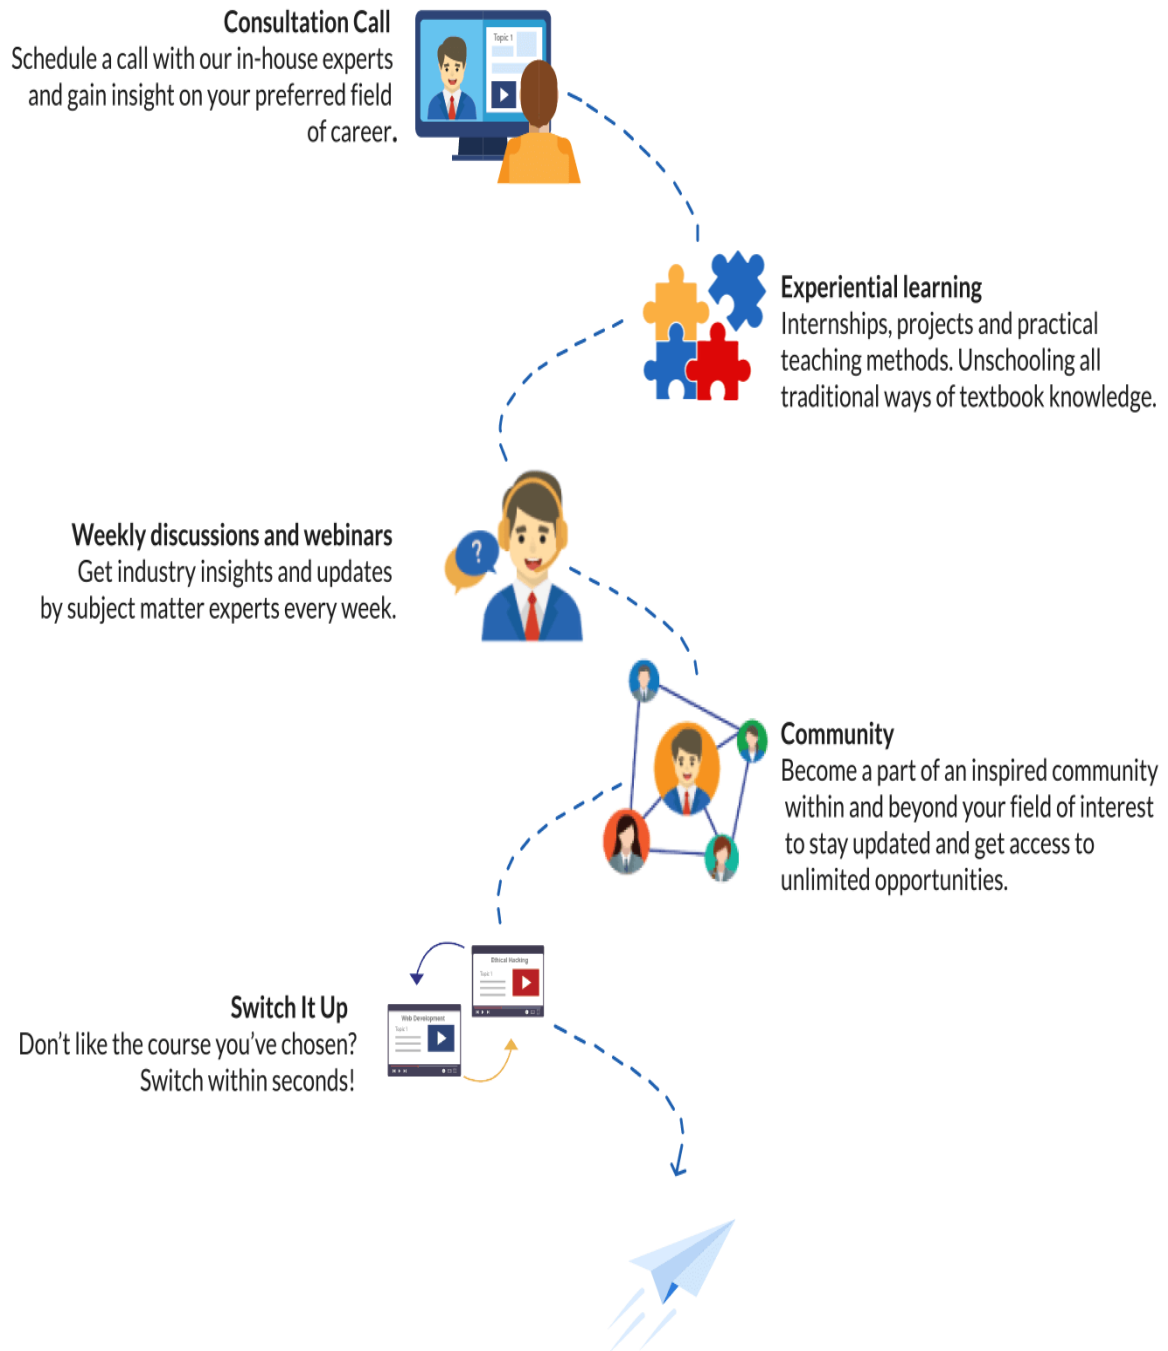 Consultation Call
Schedule a call with our in-house experts
and gain insight on your preferred field
of career.
Topic 1
Experiential learning
Internships, projects and practical
teaching methods. Unschooling all
traditional ways of textbook knowledge.
Weekly discussions and webinars
Get industry insights and updates
by subject matter experts every week.
?
Community
Become a part of an inspired community
within and beyond your field of interest
to stay updated and get access to
unlimited opportunities.
Switch It Up
Don’t like the course you’ve chosen?
Switch within seconds!
Ethical Hacking
Topic 1
Web Development
Topic 1